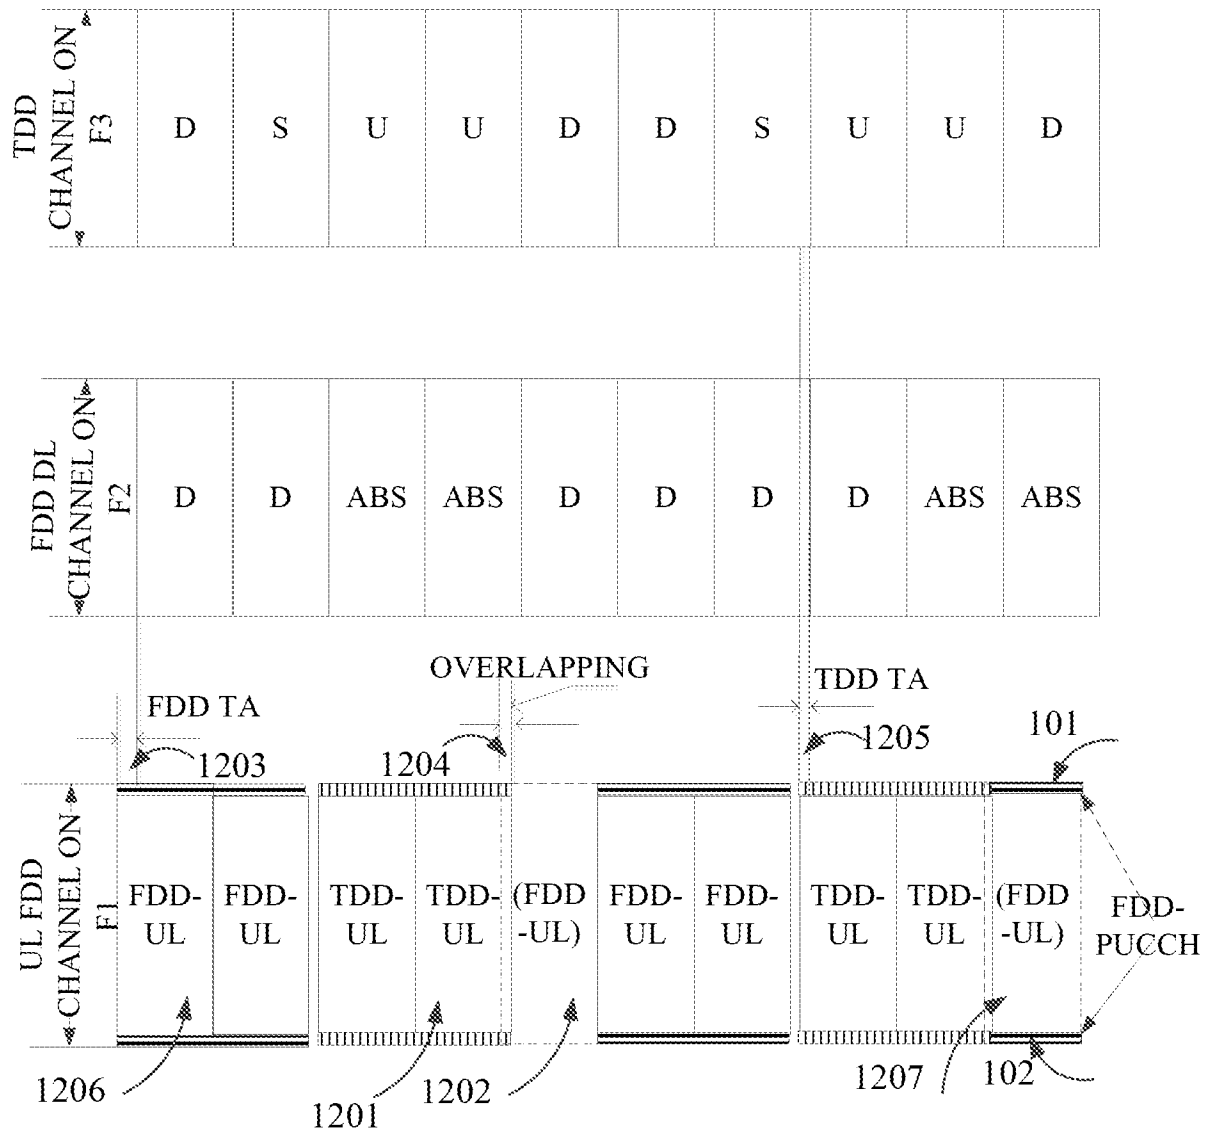 TDD
CHANNEL ON
F3
D S U U D D S U U D
FDD DL
CHANNEL ON
F2
D D ABS ABS D D D D ABS ABS
OVERLAPPING
FDD TA
TDD TA
1203
1204
1205
101
UL FDD
CHANNEL ON
F1
FDD-
UL
FDD-
UL
TDD-
UL
TDD-
UL
(FDD
-UL)
FDD-
UL
FDD-
UL
TDD-
UL
TDD-
UL
(FDD
-UL)
FDD-
PUCCH
1206
1201
1202
1207
102